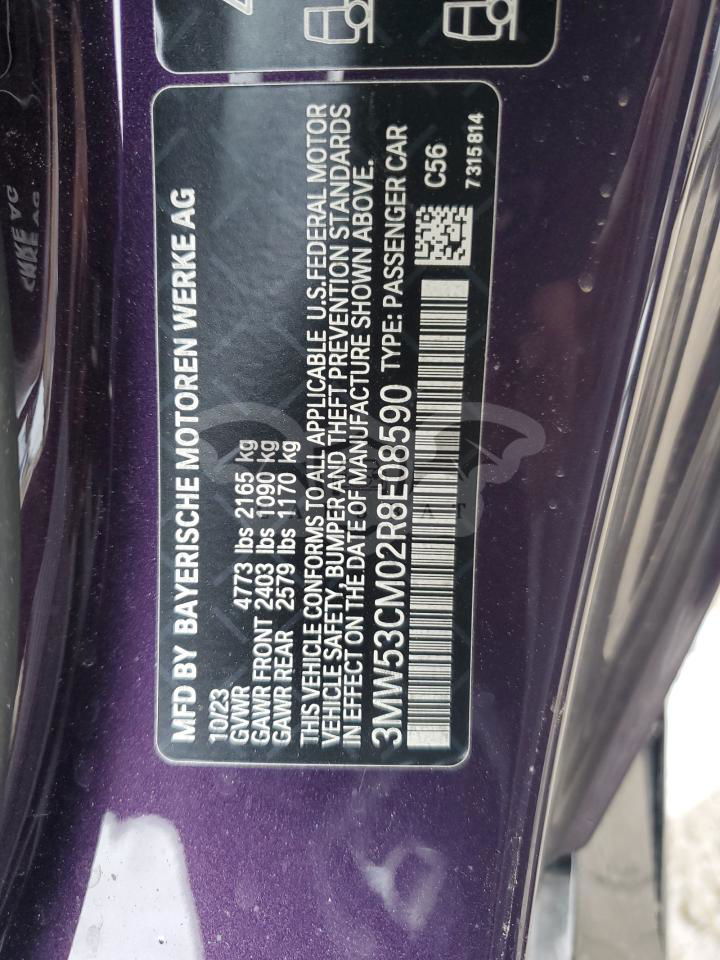 MFD BY BAYERISCHE MOTOREN WERKE AG
10/23
GVWR 4773 lbs 2165 kg
GAWR FRONT 2403 lbs 1090 kg
GAWR REAR 2579 lbs 1170 kg
THIS VEHICLE CONFORMS TO ALL APPLICABLE U.S. FEDERAL MOTOR
VEHICLE SAFETY, BUMPER AND THEFT PREVENTION STANDARDS
IN EFFECT ON THE DATE OF MANUFACTURE SHOWN ABOVE.
3MW53CM02R8E08590 TYPE: PASSENGER CAR
C56
7 315 814